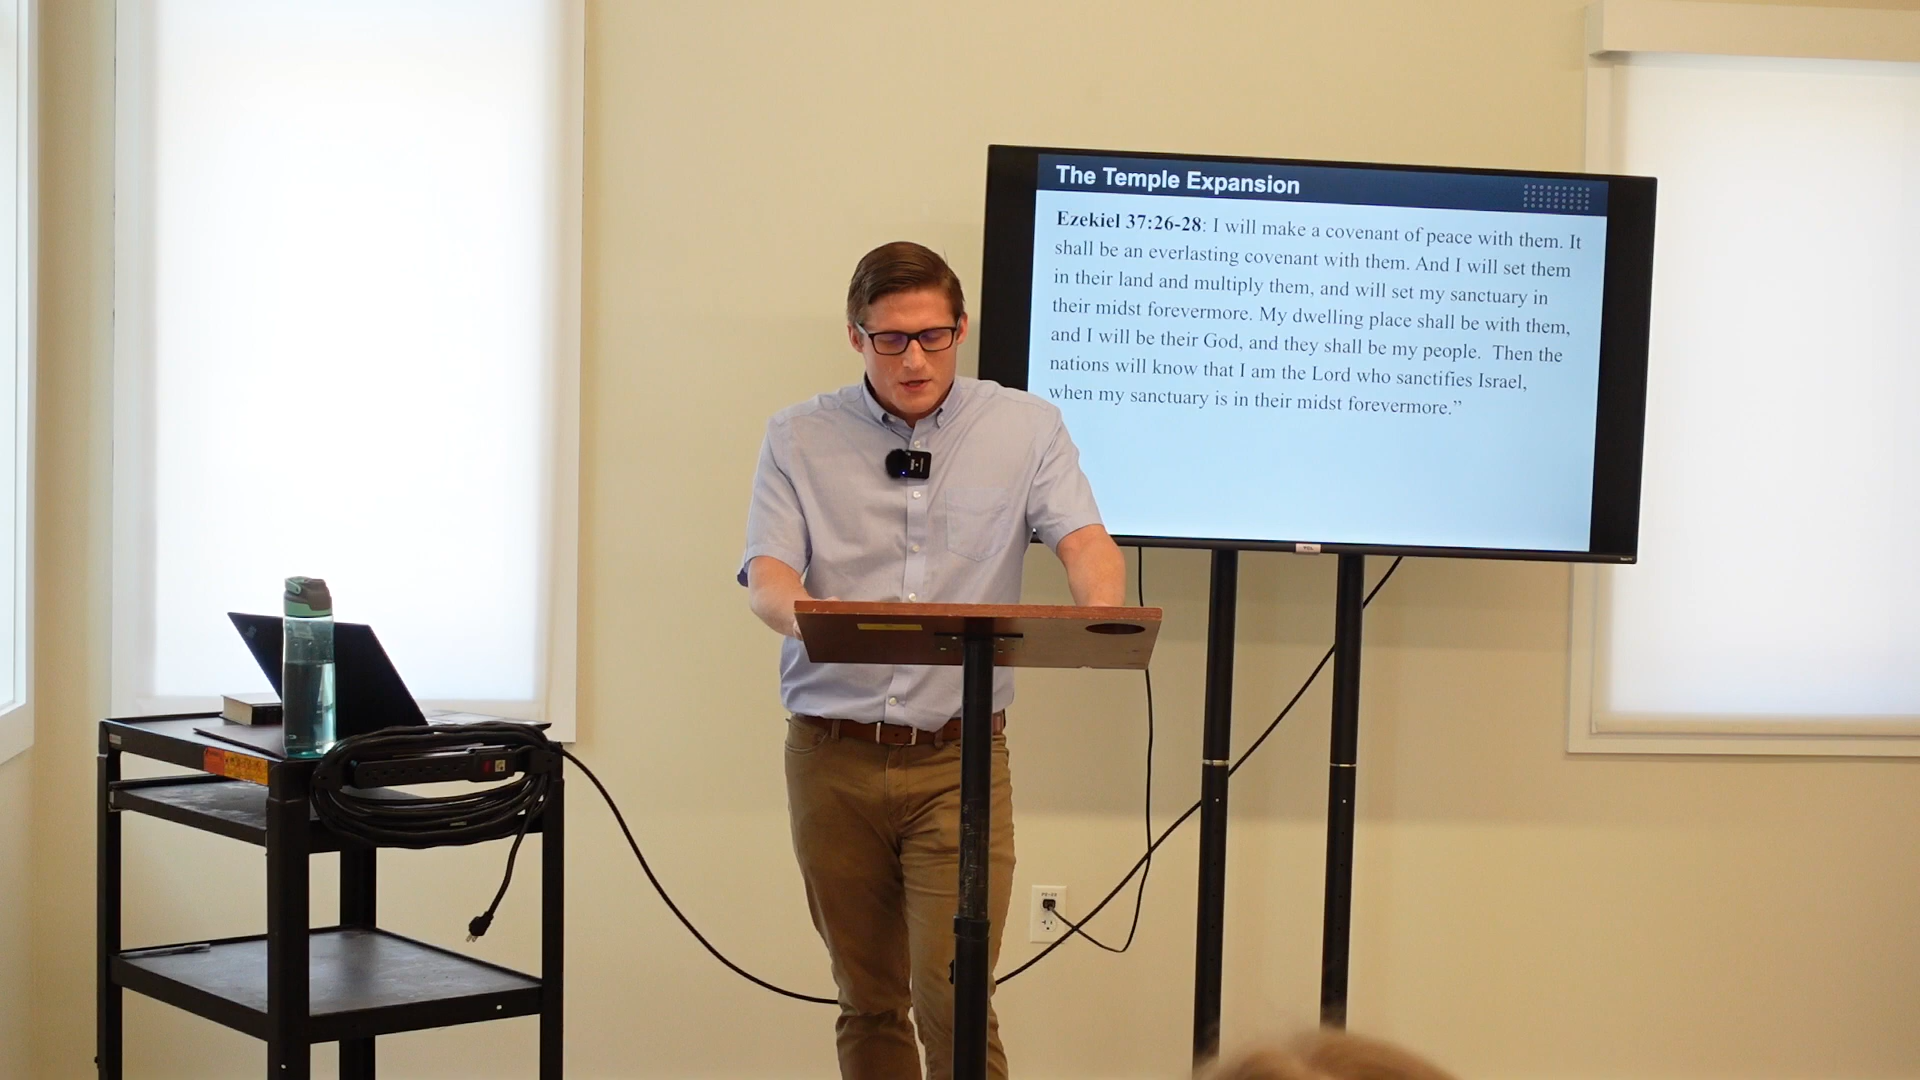 The Temple Expansion
Ezekiel 37:26-28: I will make a covenant of peace with them. It
shall be an everlasting covenant with them. And I will set them
in their land and multiply them, and will set my sanctuary in
their midst forevermore. My dwelling place shall be with them,
and I will be their God, and they shall be my people.  Then the
nations will know that I am the Lord who sanctifies Israel,
when my sanctuary is in their midst forevermore.”
TCL